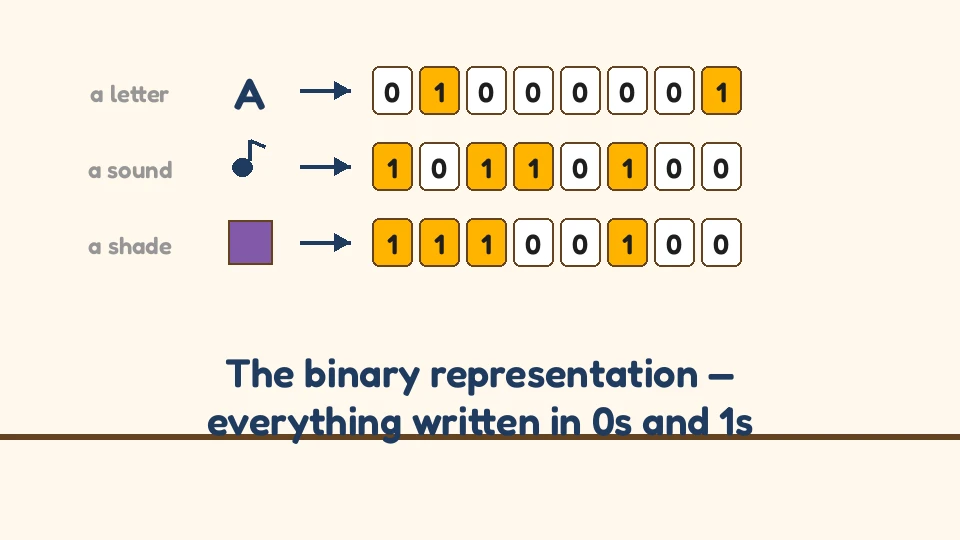 a letter A 0 1 0 0 0 0 0 1
a sound 1 0 1 1 0 1 0 0
a shade 1 1 1 0 0 1 0 0
The binary representation –
everything written in 0s and 1s